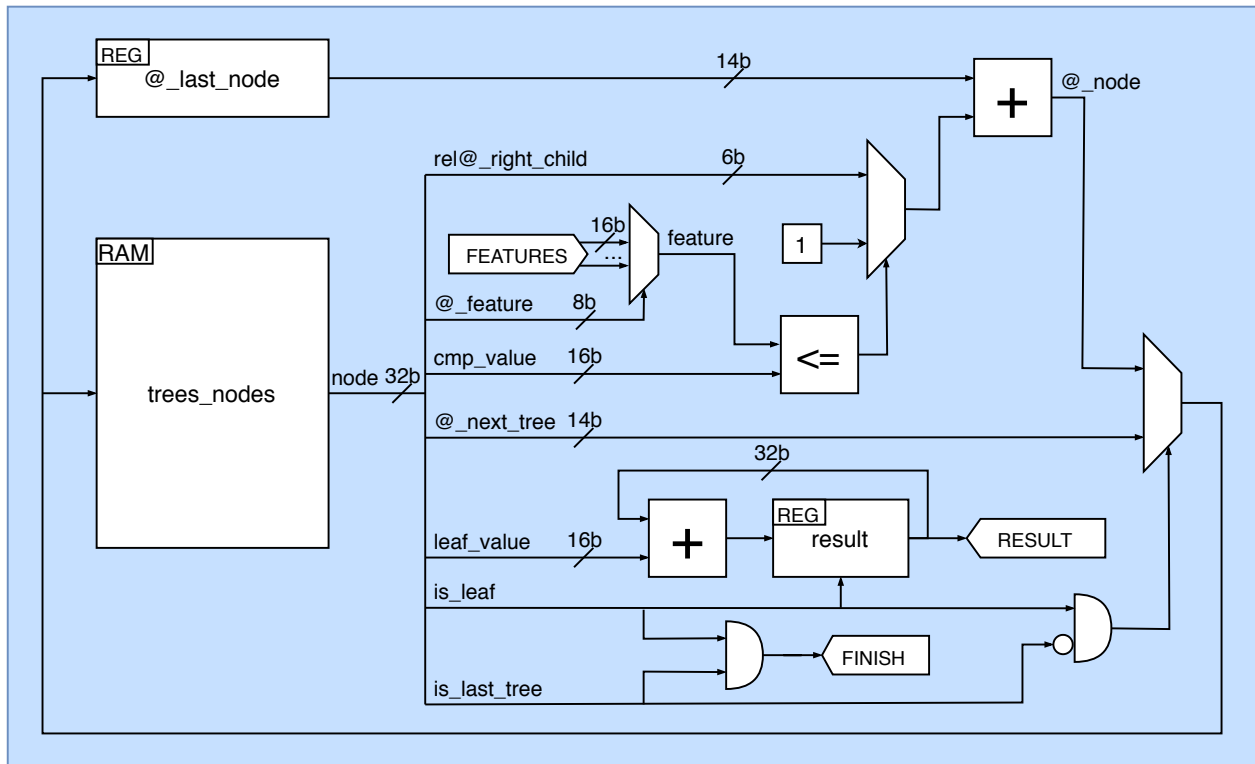 REG
@_last_node
14b
+
@_node
rel@_right_child
6b
RAM
trees_nodes
16b
FEATURES
...
feature
1
@_feature
8b
<=
cmp_value
16b
node
32b
@_next_tree
14b
32b
leaf_value
16b
+
REG
result
RESULT
is_leaf
FINISH
is_last_tree